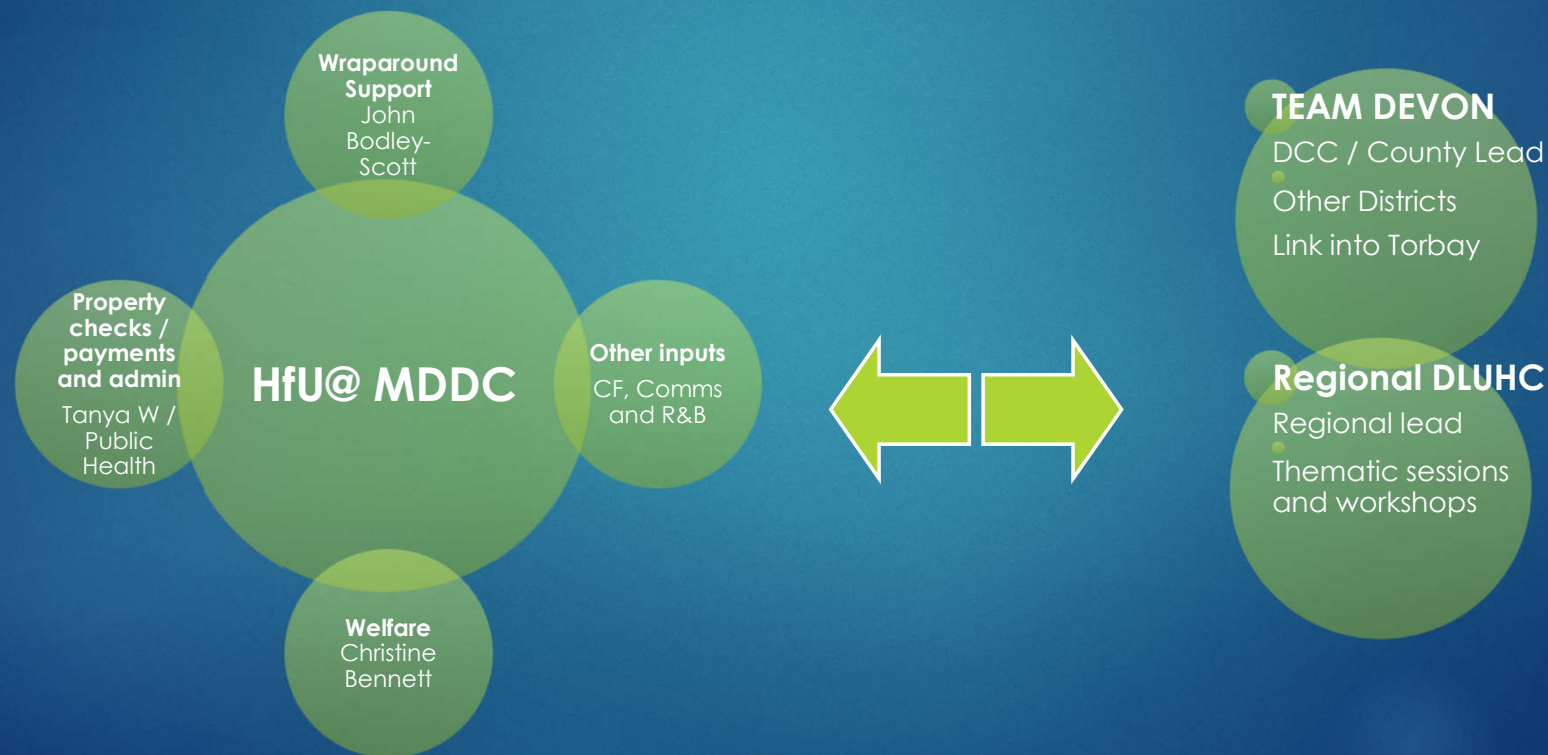 Wraparound
Support
John
Bodley-
Scott
Property
checks /
payments
and admin
Tanya W /
Public
Health
HfU@ MDDC
Other inputs
CF, Comms
and R&B
Welfare
Christine
Bennett
TEAM DEVON
DCC / County Lead
Other Districts
Link into Torbay
Regional DLUHC
Regional lead
Thematic sessions
and workshops